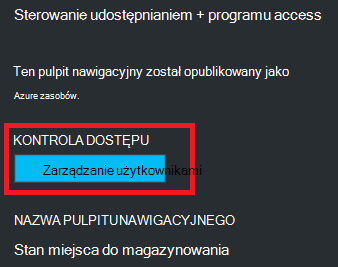 Sterowanie udostępnianiem + programu access
Ten pulpit nawigacyjny został opublikowany jako
Azure zasobów.
KONTROLA DOSTĘPU
Zarządzanie użytkownikami
NAZWA PULPITUNAWIGACYJNEGO
Stan miejsca do magazynowania